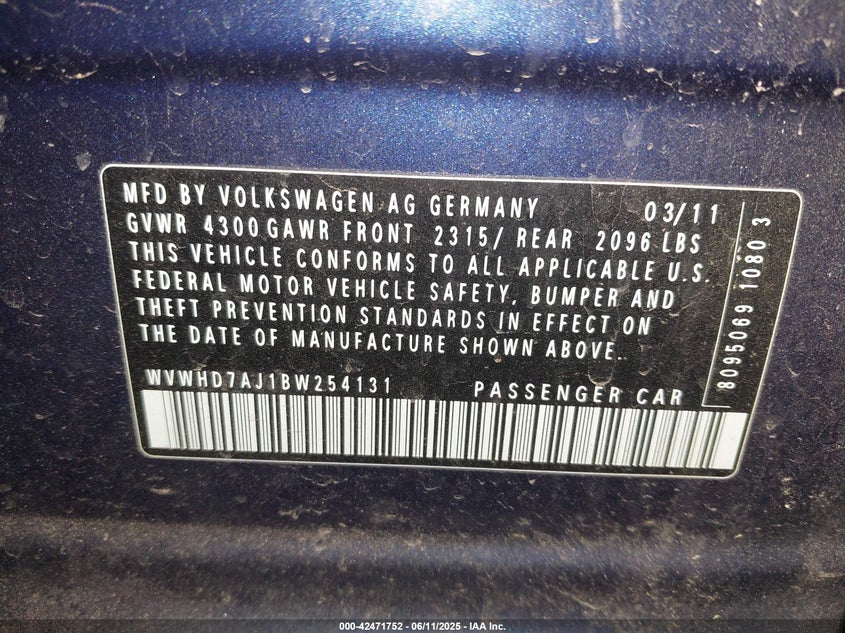 MFD BY VOLKSWAGEN AG GERMANY 03/11
GVWR 4300 GAWR FRONT 2315/ REAR 2096 LBS
THIS VEHICLE CONFORMS TO ALL APPLICABLE U.S.
FEDERAL MOTOR VEHICLE SAFETY, BUMPER AND
THEFT PREVENTION STANDARDS IN EFFECT ON
THE DATE OF MANUFACTURE SHOWN ABOVE.
WVWHD7AJ1BW254131 PASSENGER CAR
8095069 1080 3
000-42471752 - 06/11/2025 - IAA Inc.